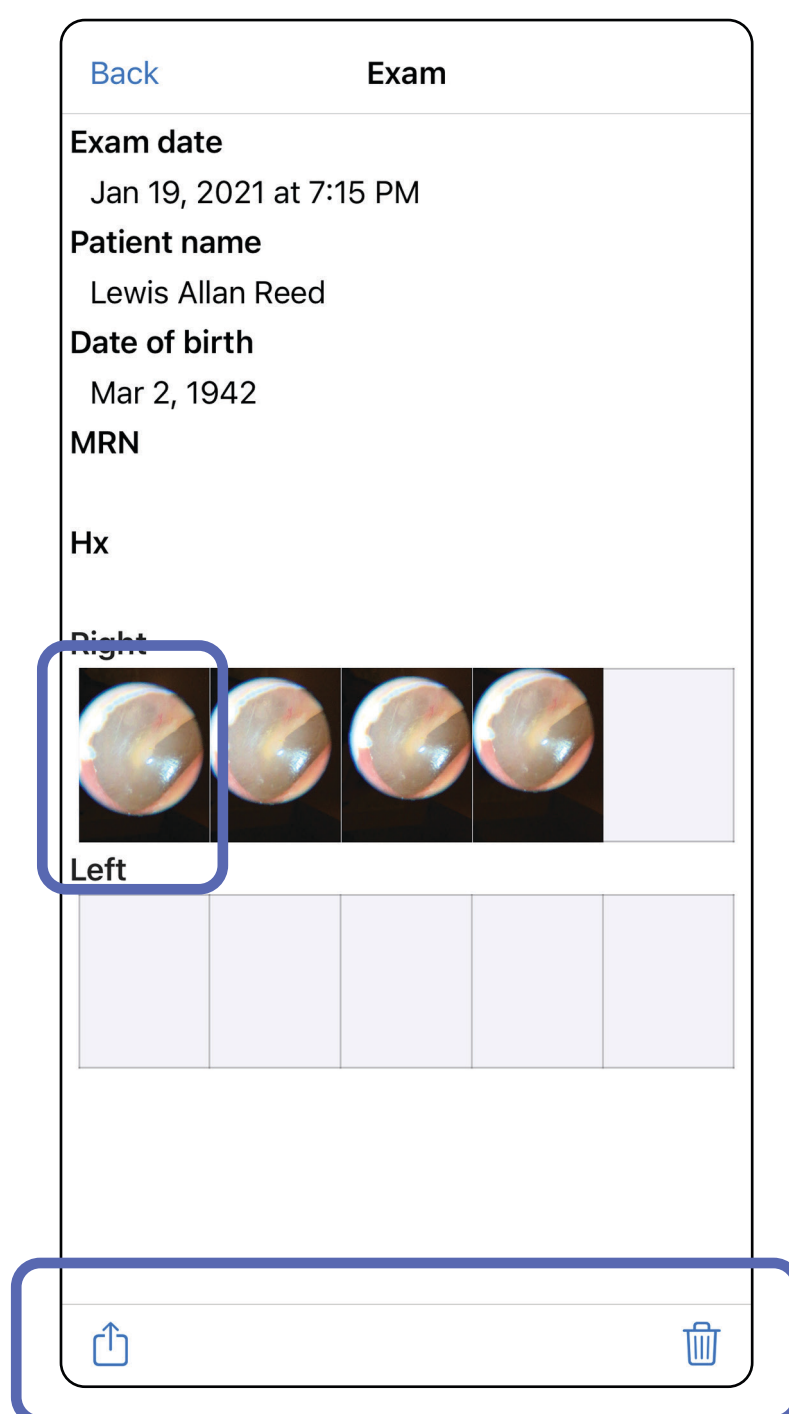 Back Exam
Exam date
Jan 19, 2021 at 7:15 PM
Patient name
Lewis Allan Reed
Date of birth
Mar 2, 1942
MRN
Hx
Right
Left